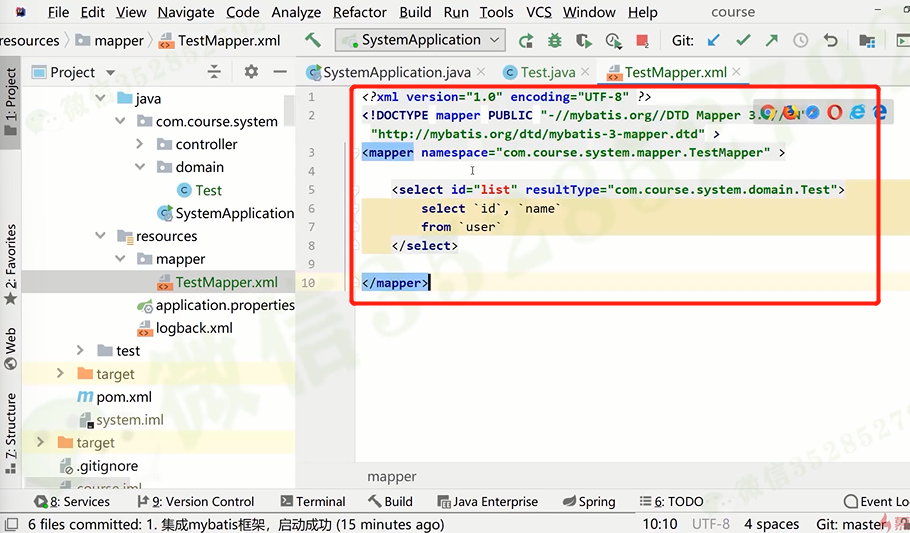 File Edit View Navigate Code Analyze Refactor Build Run Tools VCS Window Help course
resources mapper TestMapper.xml SystemApplication Git:
1: Project
Project
SystemApplication.java Test.java TestMapper.xml
java
com.course.system
controller
domain
Test
SystemApplication
resources
mapper
TestMapper.xml
application.properties
logback.xml
test
target
pom.xml
system.iml
target
.gitignore
course.iml
2: Favorites
Web
Z: Structure
1 <?xml version="1.0" encoding="UTF-8" ?>
2 <!DOCTYPE mapper PUBLIC "-//mybatis.org//DTD Mapper 3.
"http://mybatis.org/dtd/mybatis-3-mapper.dtd" >
3 <mapper namespace="com.course.system.mapper.TestMapper" >
4
5 <select id="list" resultType="com.course.system.domain.Test">
6 select `id`, `name`
7 from `user`
8 </select>
9
10 </mapper>
mapper
8: Services 9: Version Control Terminal Build Java Enterprise Spring 6: TODO Event Lo
6 files committed: 1. 集成mybatis框架，启动成功 (15 minutes ago) 10:10 UTF-8 4 spaces Git: master